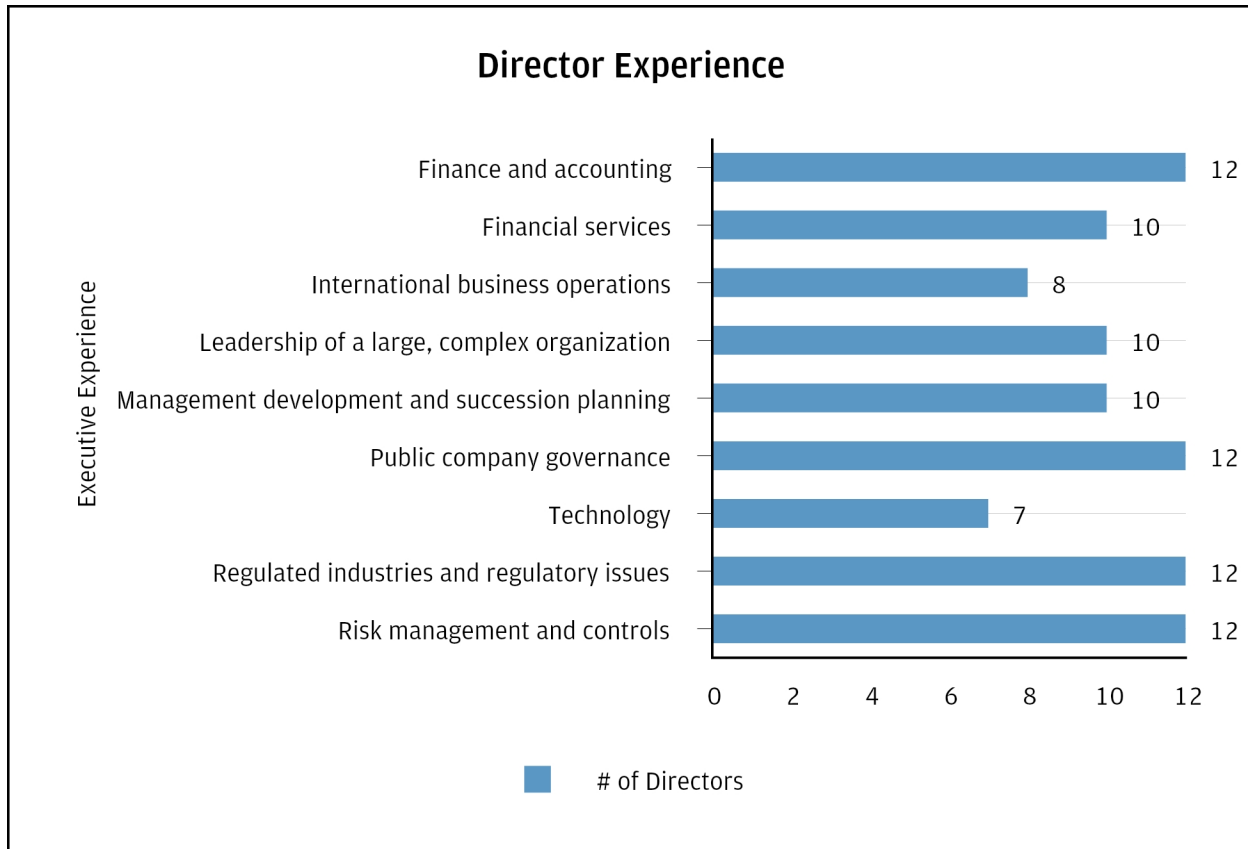 Director Experience
Executive Experience
Finance and accounting 12
Financial services 10
International business operations 8
Leadership of a large, complex organization 10
Management development and succession planning 10
Public company governance 12
Technology 7
Regulated industries and regulatory issues 12
Risk management and controls 12
0 2 4 6 8 10 12
# of Directors